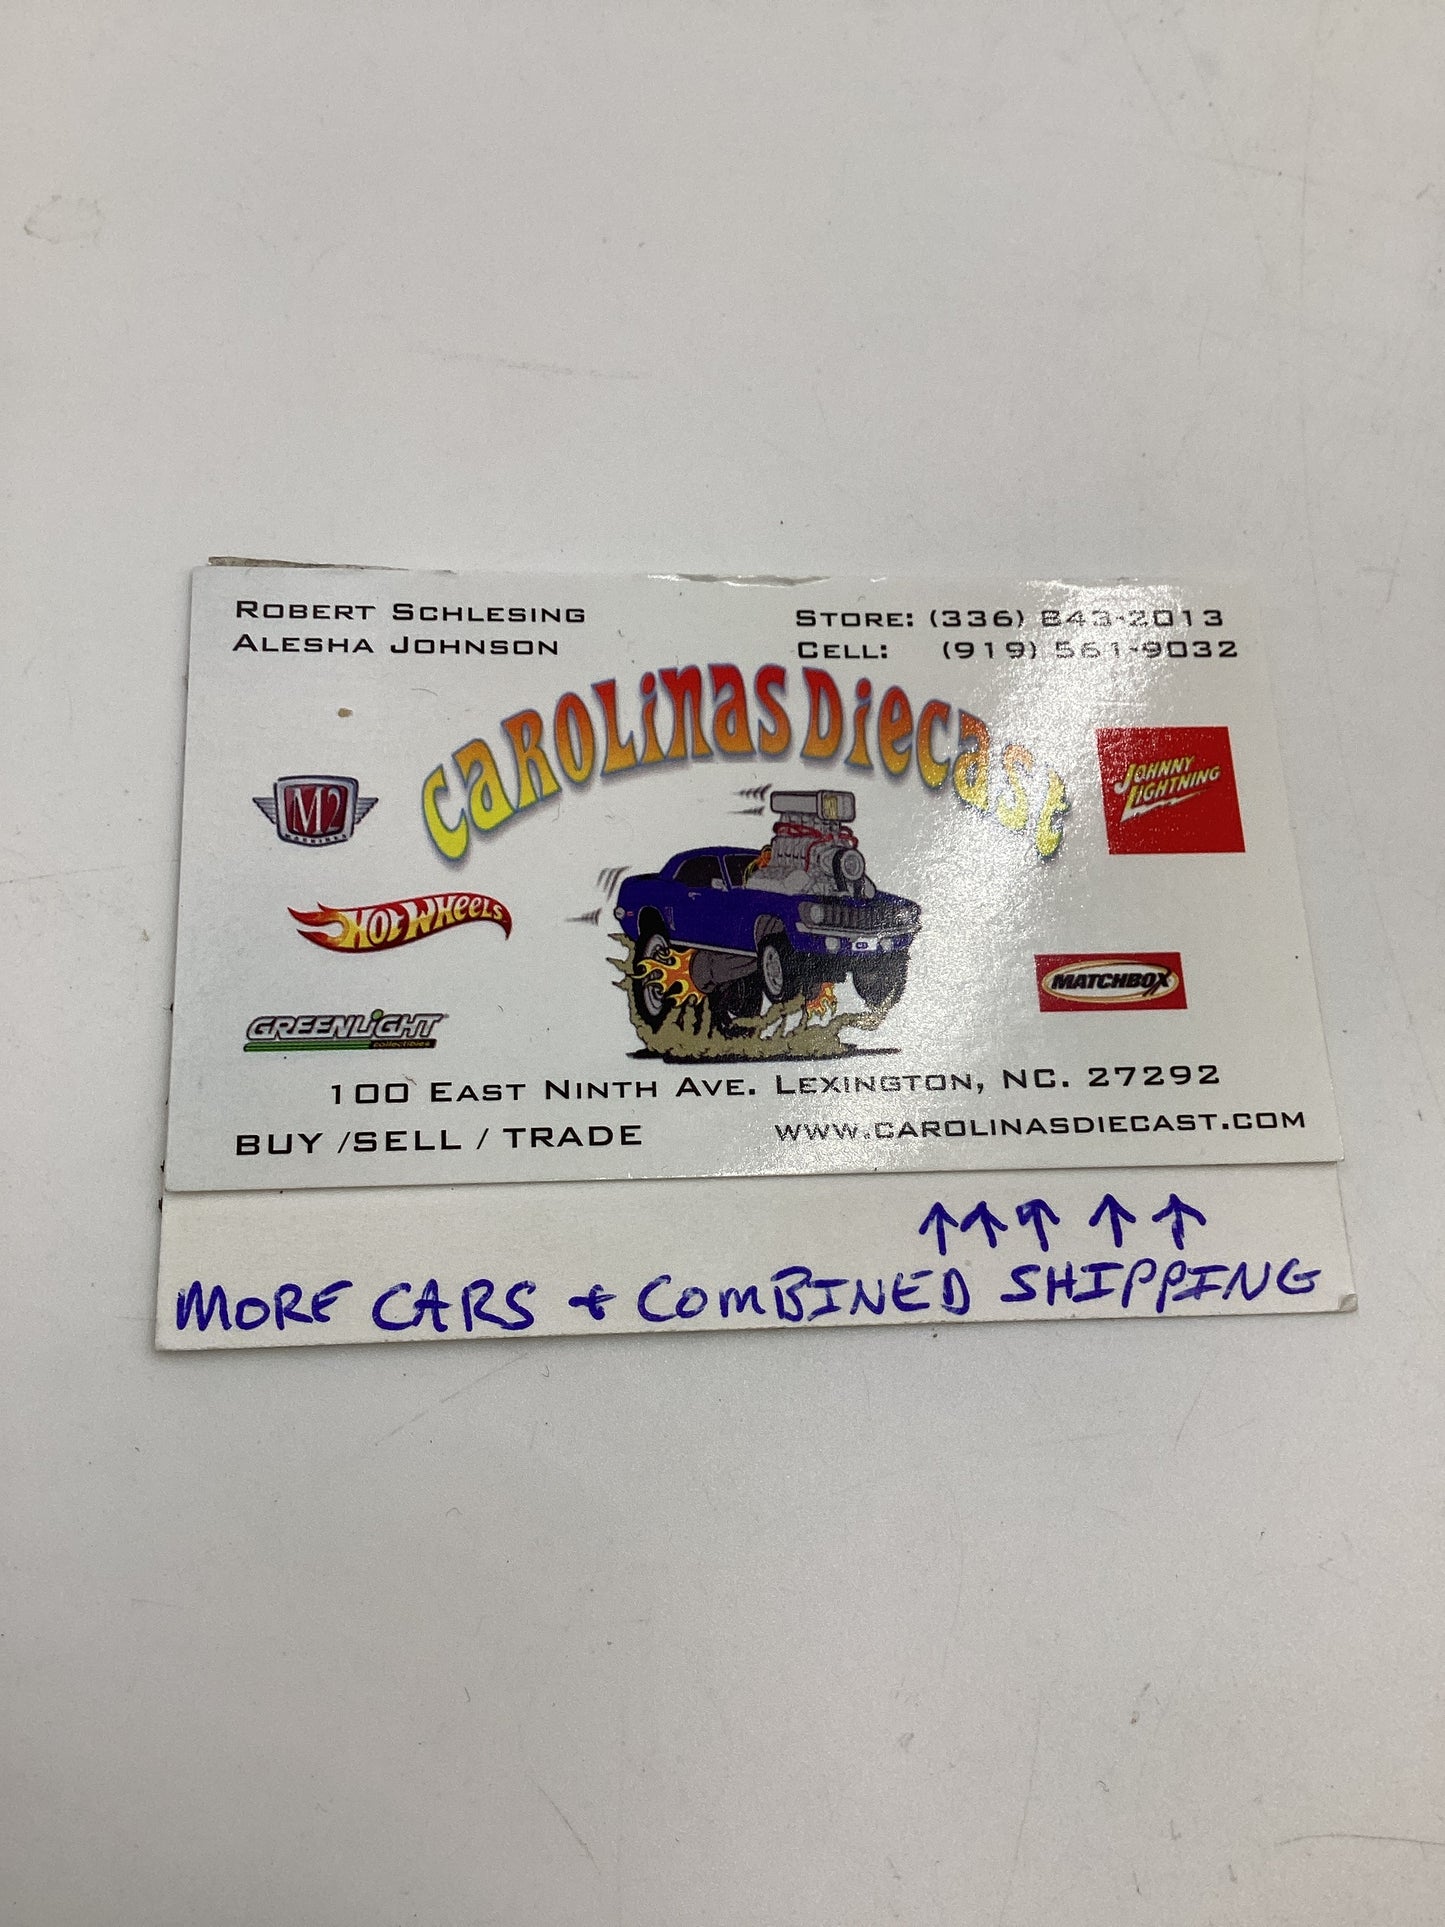 ROBERT SCHLESING
ALESHA JOHNSON
STORE: (336) 843-2013
CELL: (919) 561-9032
CAROLINAS DIECAST
M2
MACHINES
JOHNNY
LIGHTNING
HOT WHEELS
MATCHBOX
GREENLIGHT
collectibles
100 EAST NINTH AVE. LEXINGTON, NC. 27292
BUY /SELL / TRADE
WWW.CAROLINASDIECAST.COM
↑ ↑ ↑ ↑ ↑
MORE CARS + COMBINED SHIPPING